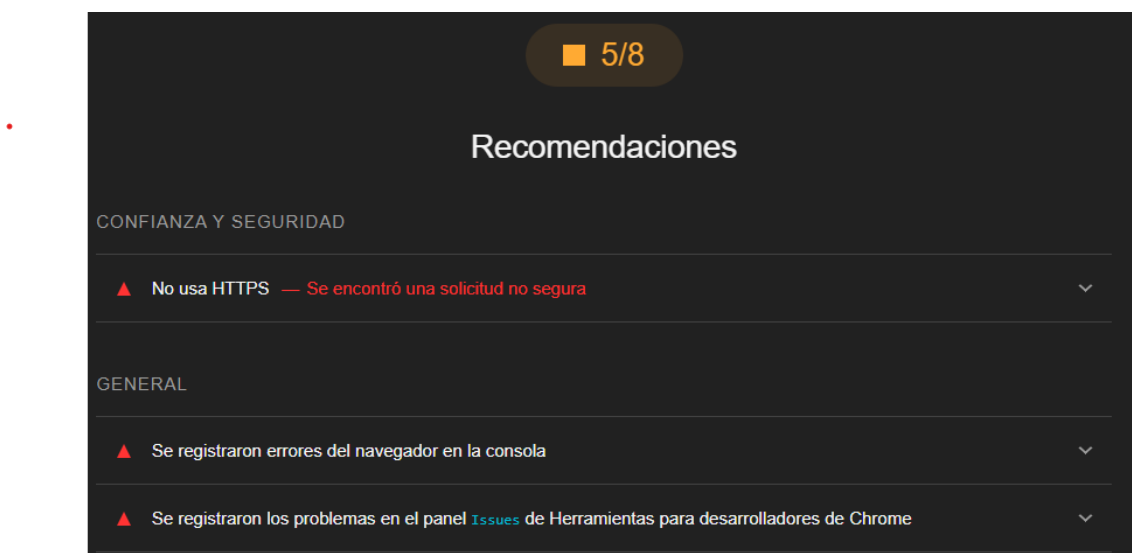 5/8
Recomendaciones
CONFIANZA Y SEGURIDAD
No usa HTTPS — Se encontró una solicitud no segura
GENERAL
Se registraron errores del navegador en la consola
Se registraron los problemas en el panel Issues de Herramientas para desarrolladores de Chrome